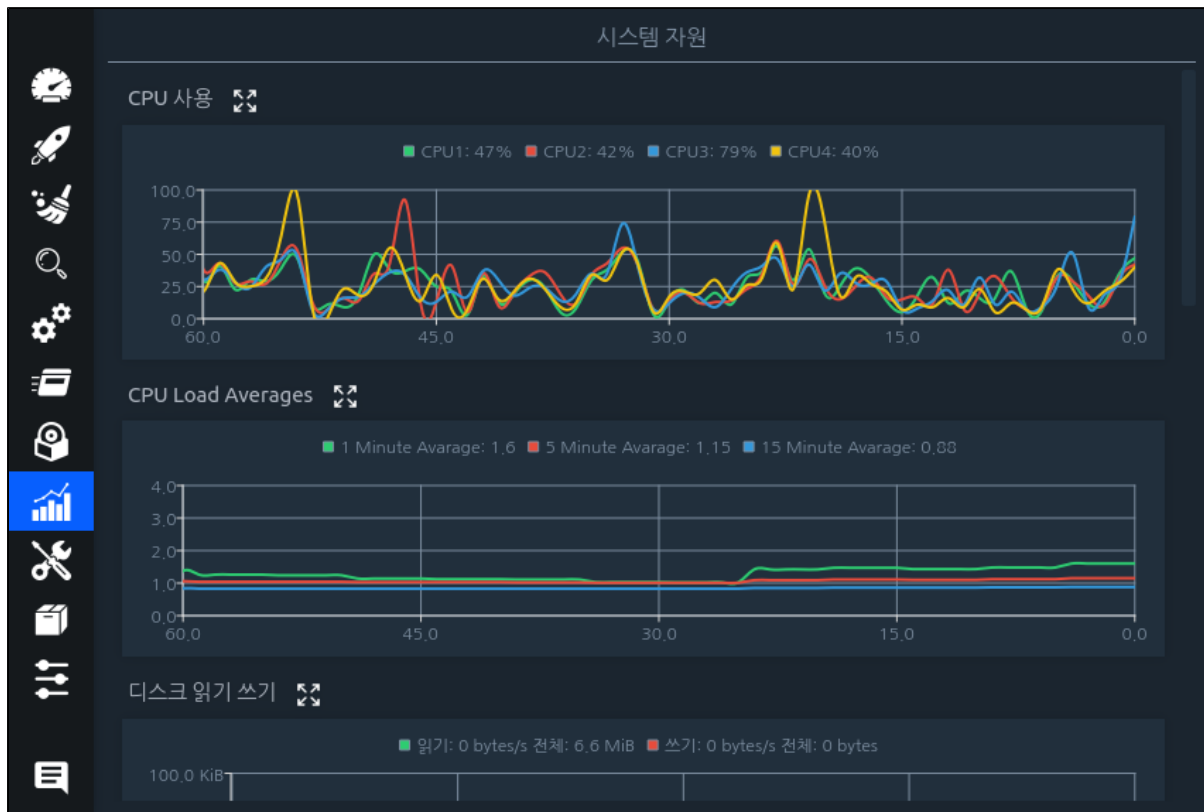 시스템 자원
CPU 사용
CPU1: 47% CPU2: 42% CPU3: 79% CPU4: 40%
100.0
75.0
50.0
25.0
0.0
60.0 45.0 30.0 15.0 0.0
CPU Load Averages
1 Minute Avarage: 1.6 5 Minute Avarage: 1.15 15 Minute Avarage: 0.88
4.0
3.0
2.0
1.0
0.0
60.0 45.0 30.0 15.0 0.0
디스크 읽기 쓰기
읽기: 0 bytes/s 전체: 6.6 MiB 쓰기: 0 bytes/s 전체: 0 bytes
100.0 KiB